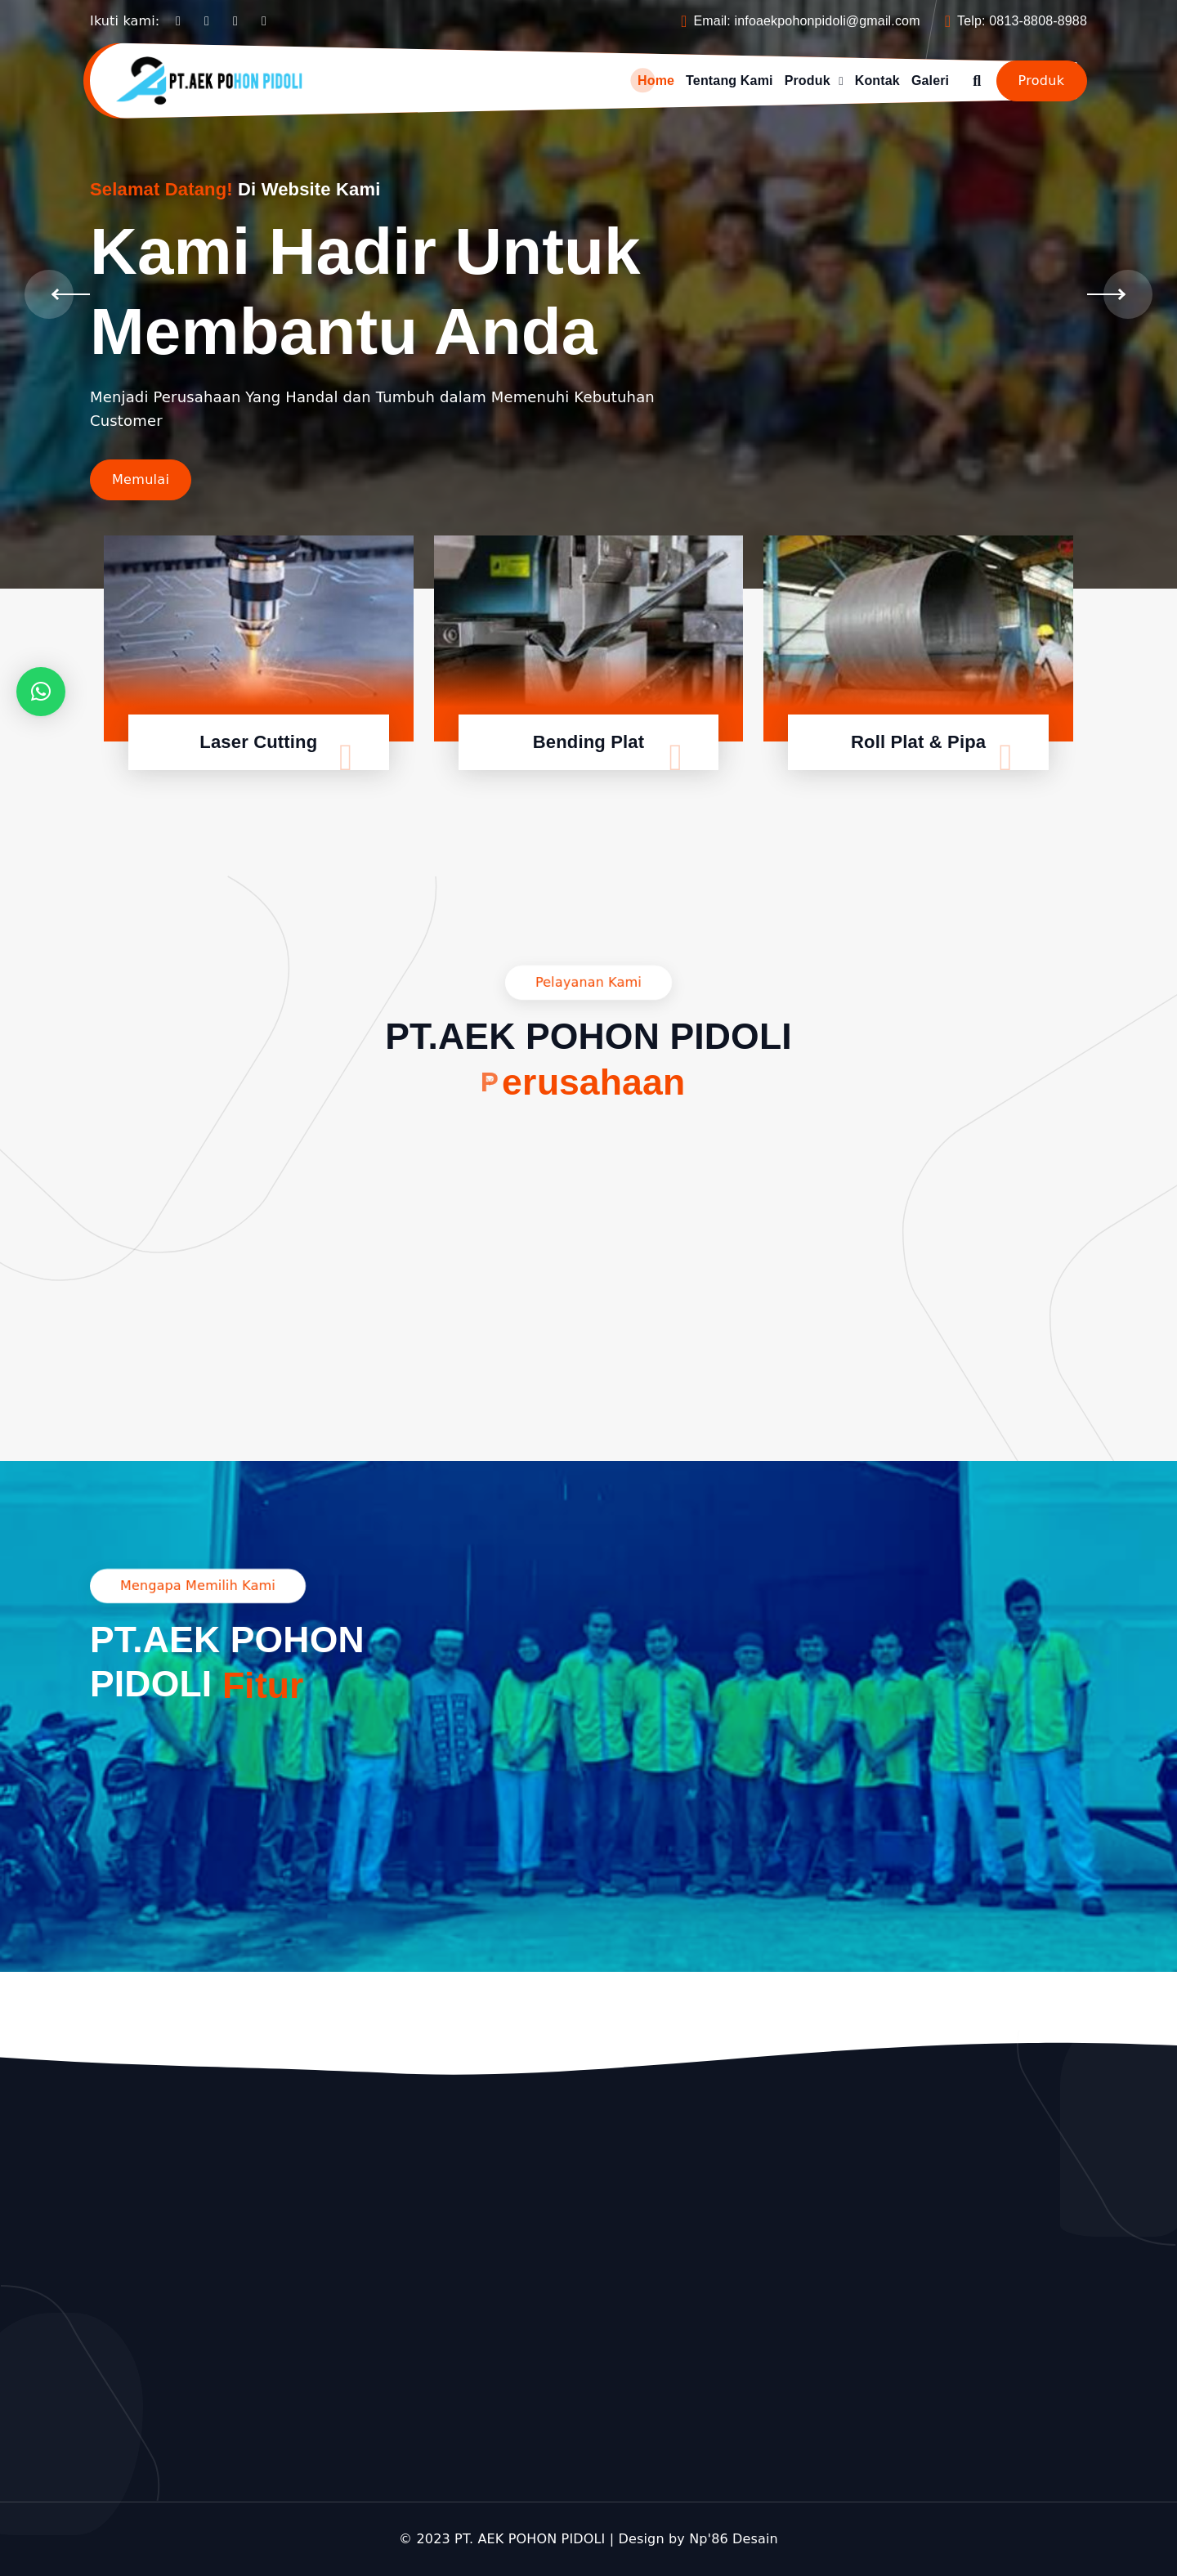 Ikuti kami:
Email: infoaekpohonpidoli@gmail.com
Telp: 0813-8808-8988
PT.AEK POHON PIDOLI
Home Tentang Kami Produk Kontak Galeri
Produk
Selamat Datang! Di Website Kami
Kami Hadir Untuk
Membantu Anda
Menjadi Perusahaan Yang Handal dan Tumbuh dalam Memenuhi Kebutuhan
Customer
Memulai
Laser Cutting
Bending Plat
Roll Plat & Pipa
Pelayanan Kami
PT.AEK POHON PIDOLI
Perusahaan
Mengapa Memilih Kami
PT.AEK POHON
PIDOLI Fitur
© 2023 PT. AEK POHON PIDOLI | Design by Np'86 Desain